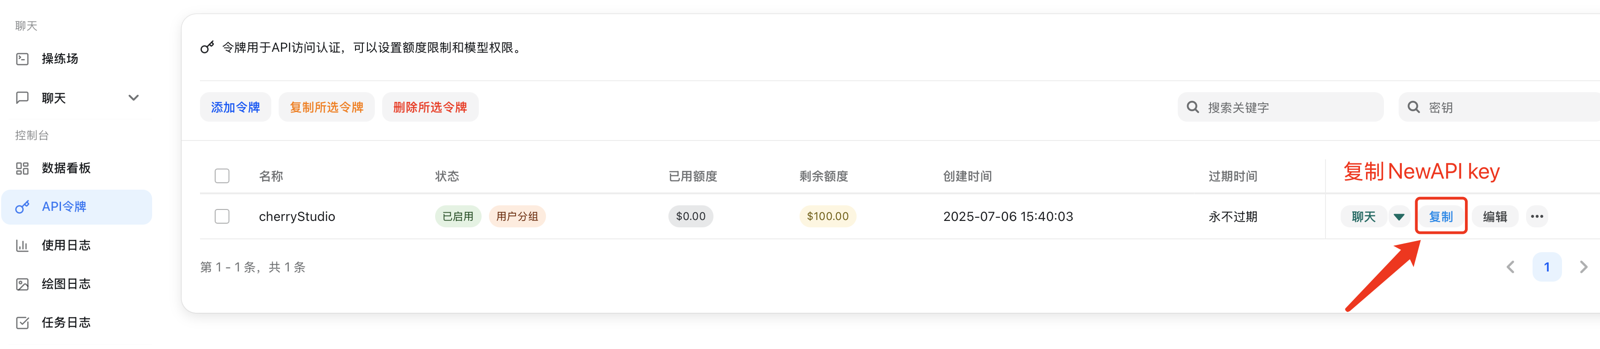 聊天
操练场
聊天
控制台
数据看板
API令牌
使用日志
绘图日志
任务日志
令牌用于API访问认证，可以设置额度限制和模型权限。
添加令牌 复制所选令牌 删除所选令牌 搜索关键字 密钥
复制NewAPI key
名称 状态 已用额度 剩余额度 创建时间 过期时间
cherryStudio 已启用 用户分组 $0.00 $100.00 2025-07-06 15:40:03 永不过期 聊天 复制 编辑 •••
第 1 - 1 条，共 1 条 1